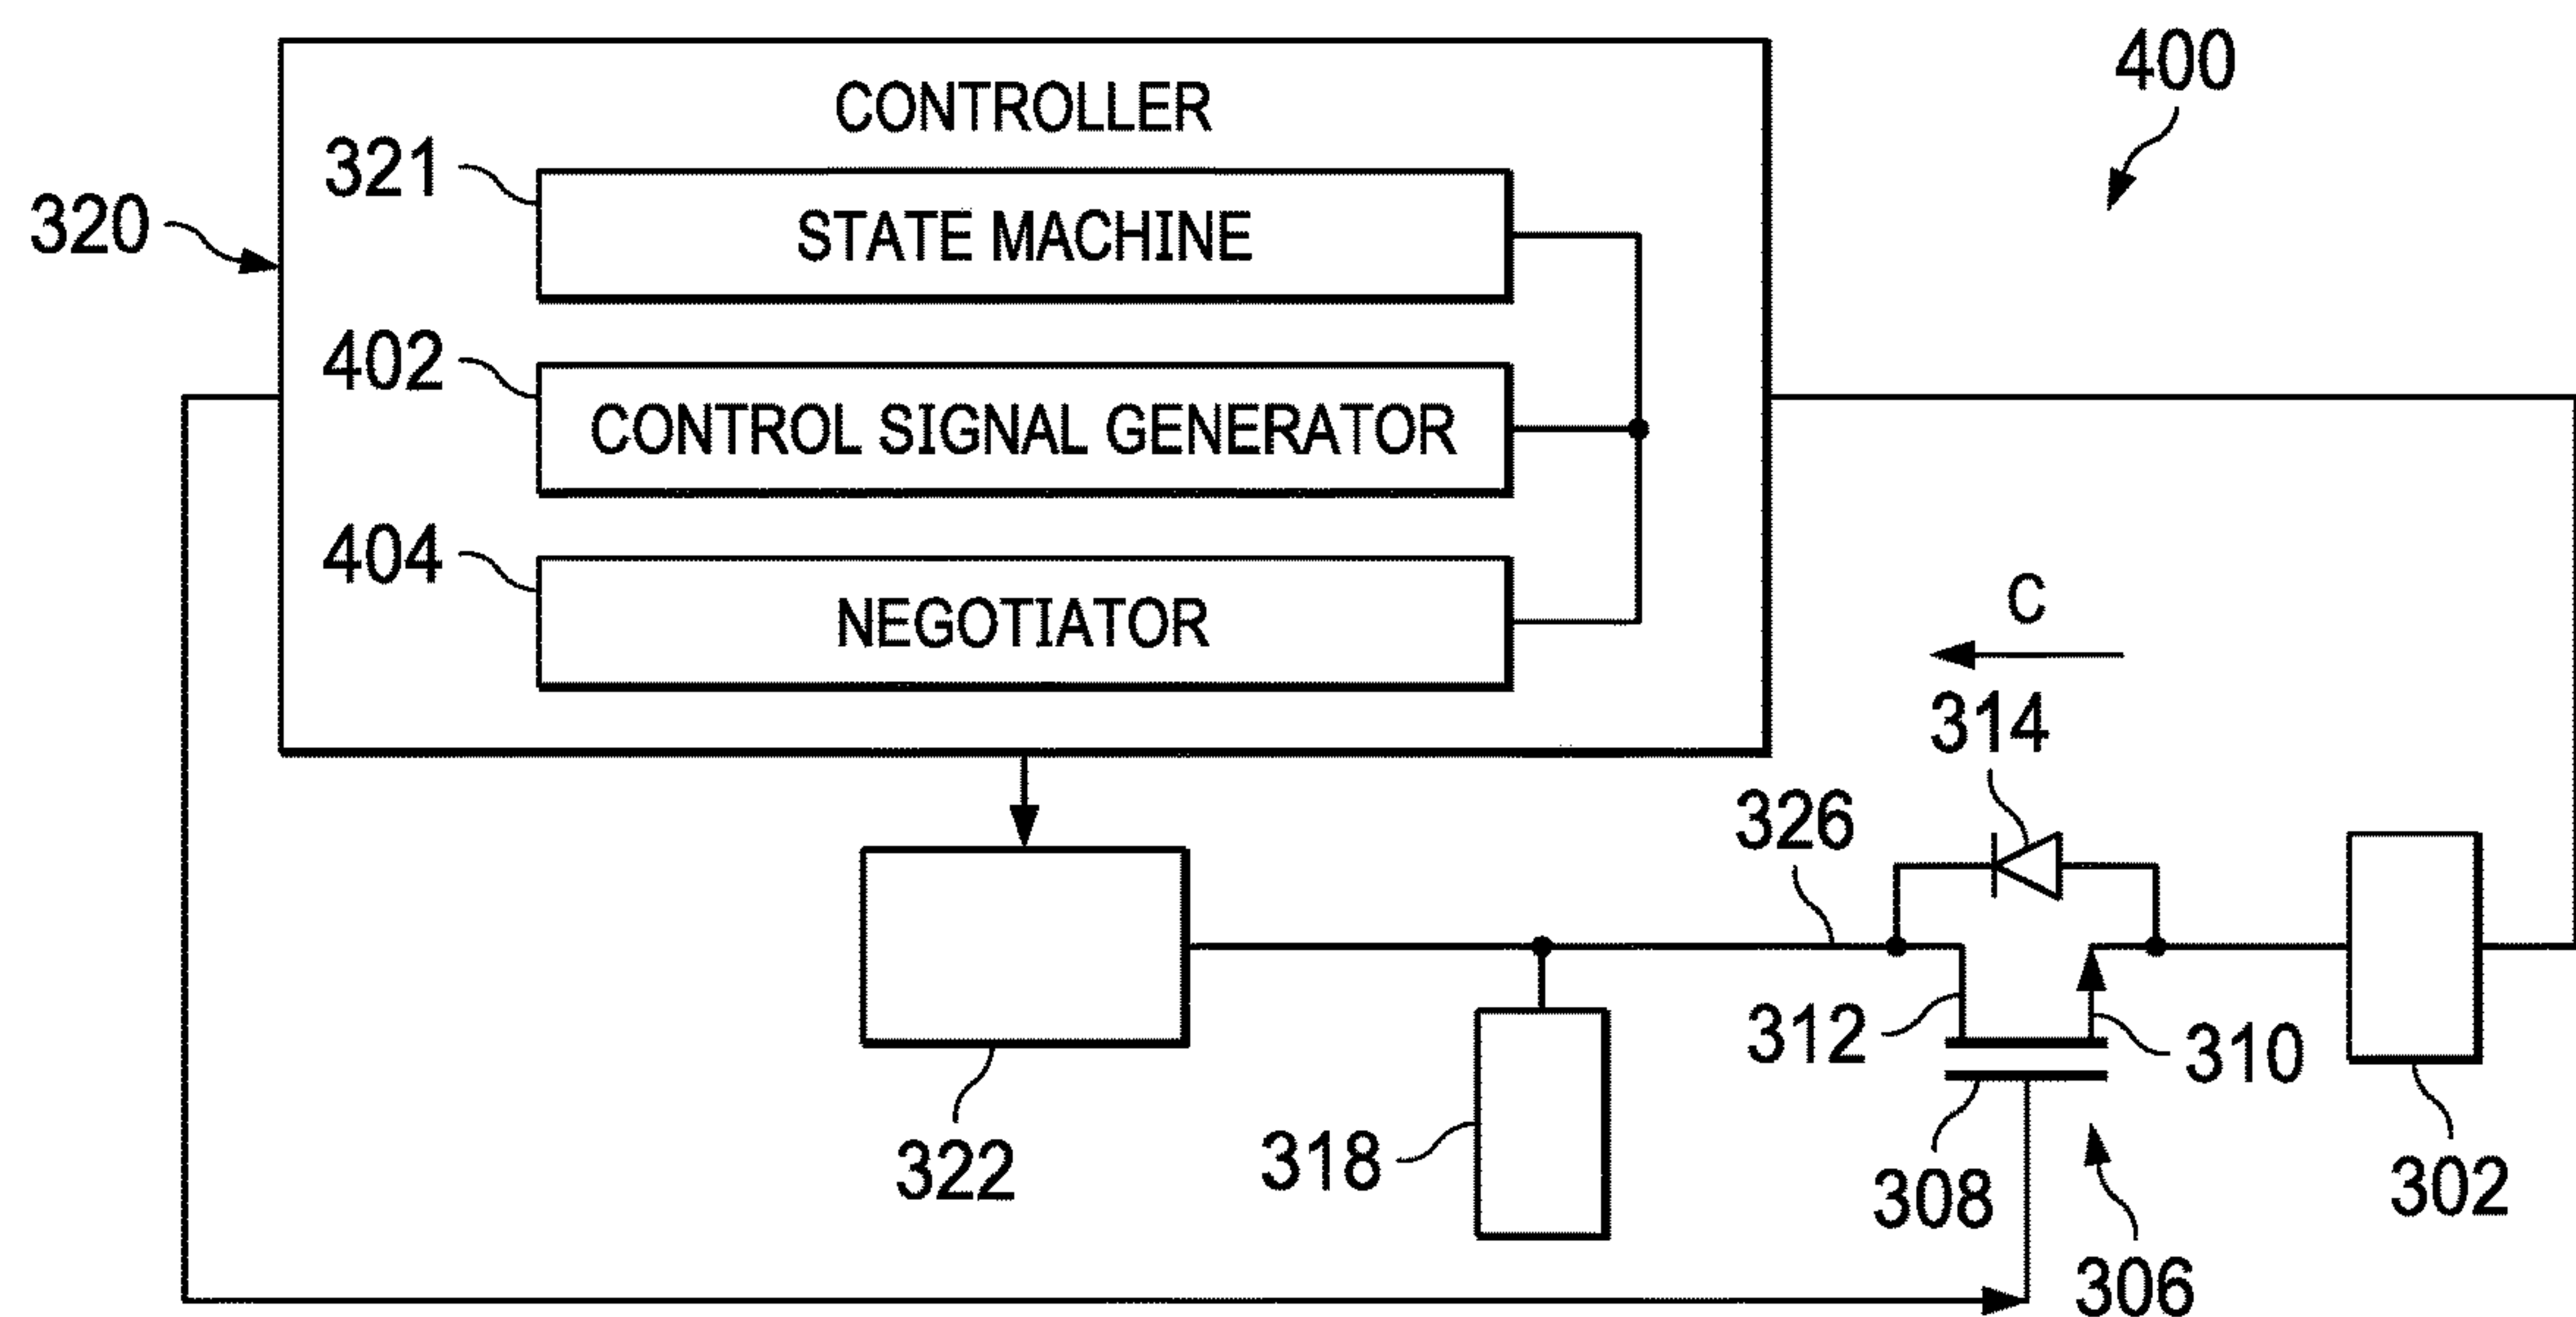 400
CONTROLLER
321
STATE MACHINE
320
402
CONTROL SIGNAL GENERATOR
404
NEGOTIATOR
C
314
326
312
310
322
318
308
302
306